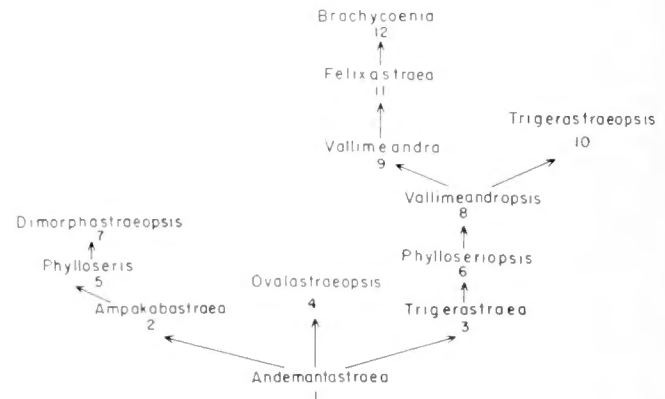 Brachycoenia
12
Felixastraea
11
Trigerastraeopsis
10
Vallimeandra
9
Vallimeandropsis
8
Dimorphastraeopsis
7
Phylloseriopsis
6
Phylloseris
5
Ovalastraeopsis
4
Ampakabastraea
2
Trigerastraea
3
Andemantastraea
1